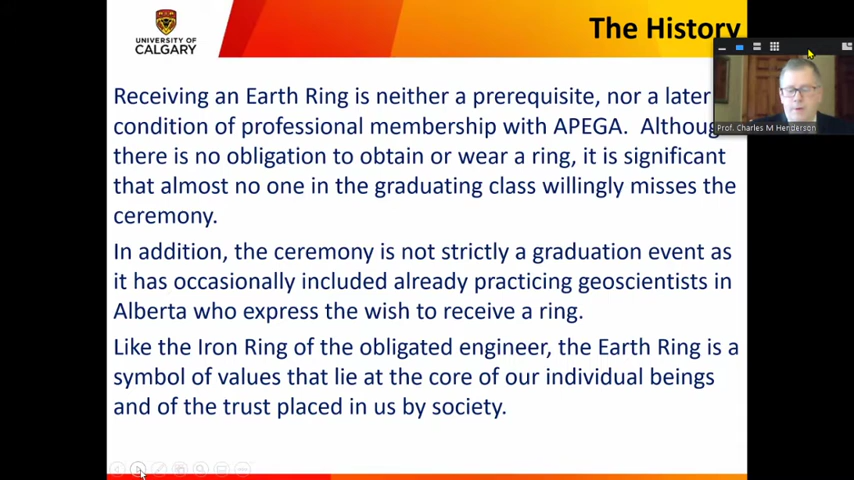 UNIVERSITY OF
CALGARY
The History
Prof. Charles M Henderson
Receiving an Earth Ring is neither a prerequisite, nor a later
condition of professional membership with APEGA. Althoug
there is no obligation to obtain or wear a ring, it is significant
that almost no one in the graduating class willingly misses the
ceremony.
In addition, the ceremony is not strictly a graduation event as
it has occasionally included already practicing geoscientists in
Alberta who express the wish to receive a ring.
Like the Iron Ring of the obligated engineer, the Earth Ring is a
symbol of values that lie at the core of our individual beings
and of the trust placed in us by society.